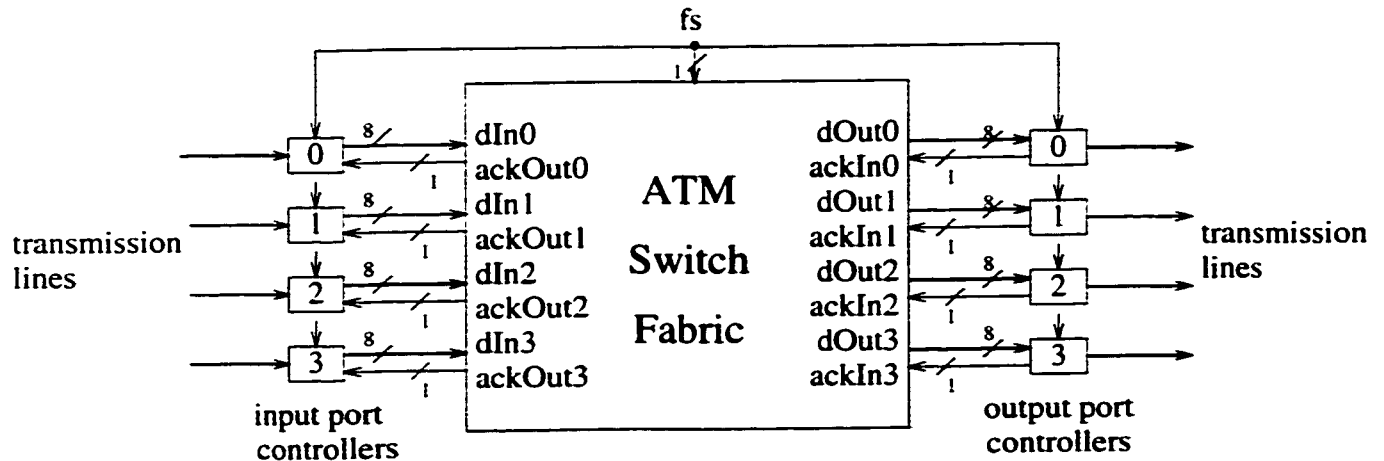 fs
1
0 8 dIn0 dOut0 8 0
1 ackOut0 ackIn0 1
1 8 dIn1 ATM dOut1 8 1
transmission 1 ackOut1 ackIn1 1 transmission
lines 2 8 dIn2 Switch dOut2 8 2 lines
1 ackOut2 ackIn2 1
3 8 dIn3 Fabric dOut3 8 3
1 ackOut3 ackIn3 1
input port output port
controllers controllers